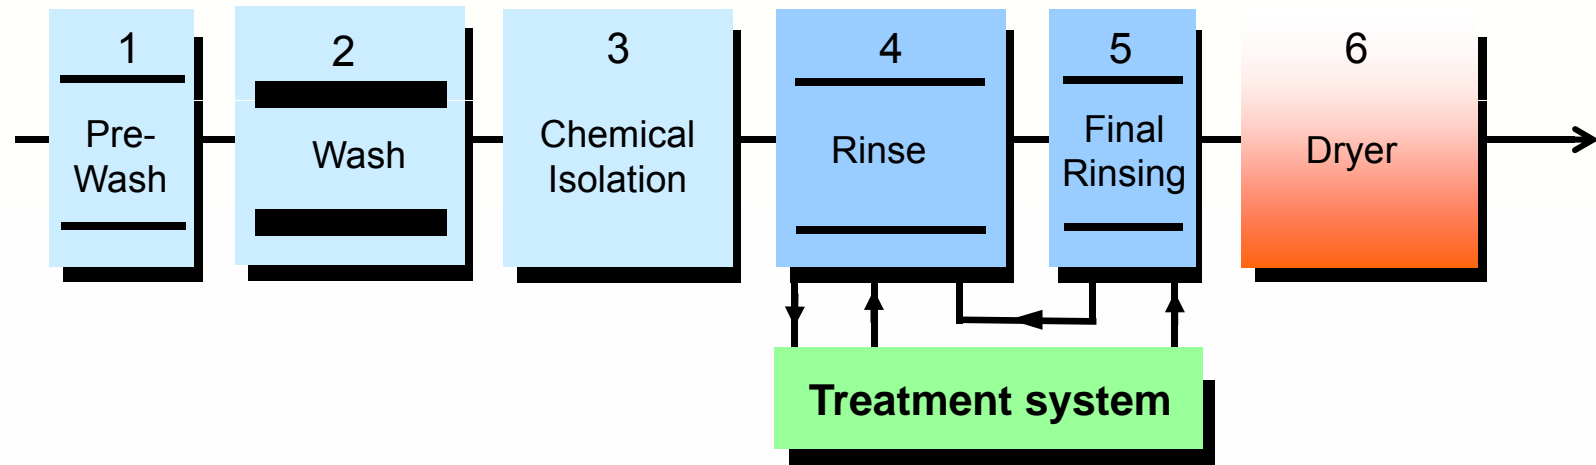 1
Pre-
Wash
2
Wash
3
Chemical
Isolation
4
Rinse
5
Final
Rinsing
6
Dryer
Treatment system